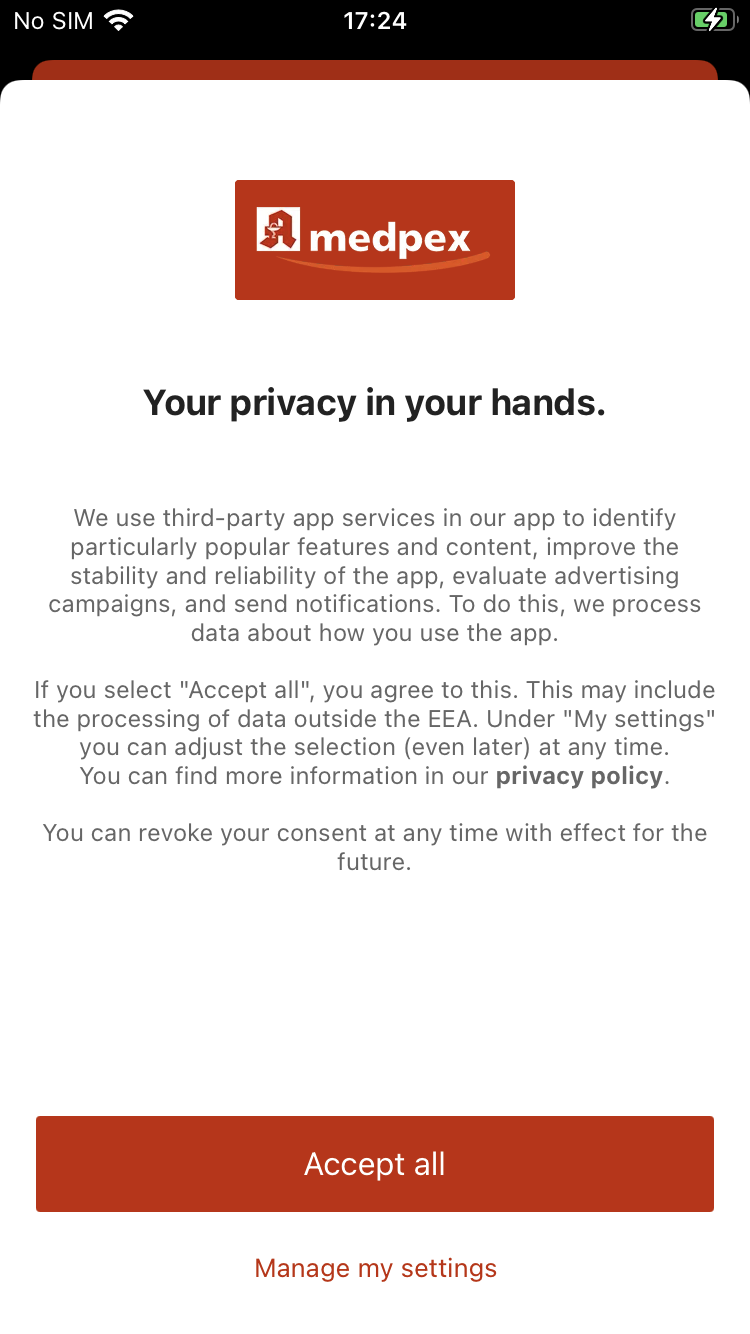 No SIM 17:24
medpex
Your privacy in your hands.
We use third-party app services in our app to identify
particularly popular features and content, improve the
stability and reliability of the app, evaluate advertising
campaigns, and send notifications. To do this, we process
data about how you use the app.
If you select "Accept all", you agree to this. This may include
the processing of data outside the EEA. Under "My settings"
you can adjust the selection (even later) at any time.
You can find more information in our privacy policy.
You can revoke your consent at any time with effect for the
future.
Accept all
Manage my settings